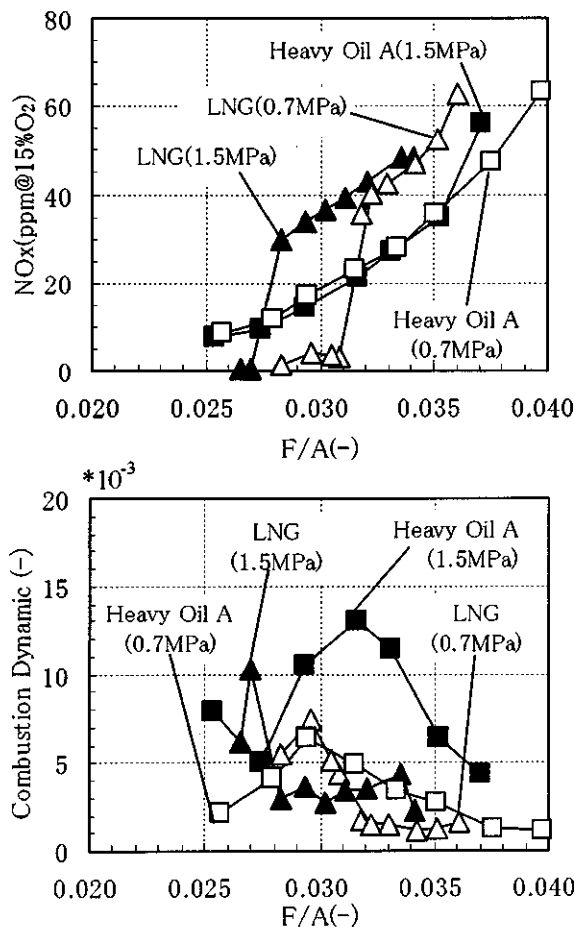 80
60
40
20
0
NOx(ppm@15%O2)
Heavy Oil A(1.5MPa)
LNG(0.7MPa)
LNG(1.5MPa)
Heavy Oil A
(0.7MPa)
0.020 0.025 0.030 0.035 0.040
F/A(-)
*10-3
20
15
10
5
0
Combustion Dynamic (-)
LNG
(1.5MPa)
Heavy Oil A
(1.5MPa)
Heavy Oil A
(0.7MPa)
LNG
(0.7MPa)
0.020 0.025 0.030 0.035 0.040
F/A(-)